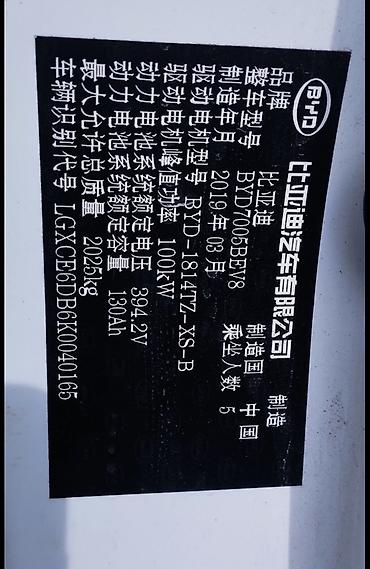 BYD 比亚迪汽车有限公司 制造
品牌 比亚迪 制造国 中国
整车型号 BYD7005BEV8 乘坐人数 5
制造年月 2019年03月
驱动电机型号 BYD-1814TZ-XS-B
驱动电机峰值功率 100kW
动力电池系统额定电压 394.2V
动力电池系统额定容量 130Ah
最大允许总质量 2025kg
车辆识别代号 LGXCE6DB6K0040165